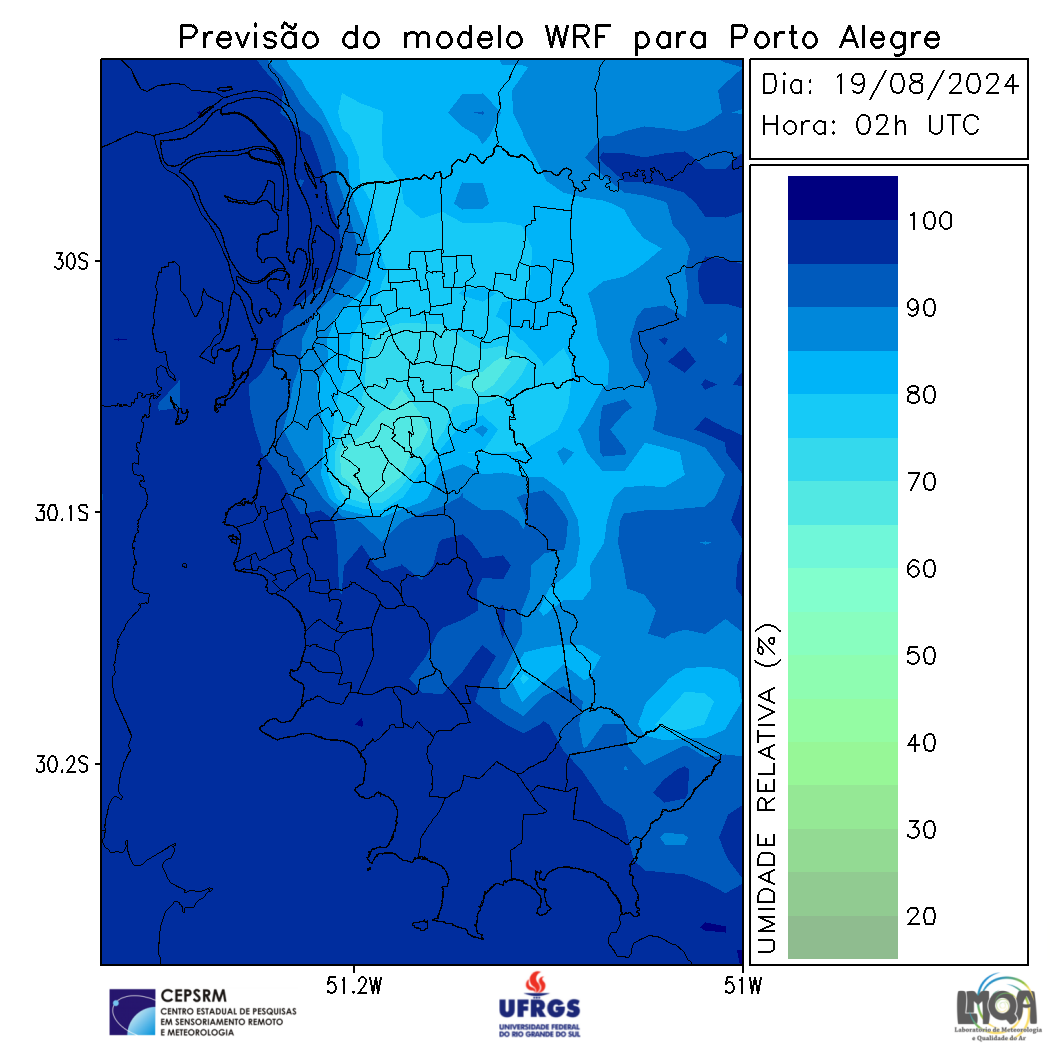 Previsão do modelo WRF para Porto Alegre
Dia: 19/08/2024
Hora: 02h UTC
30S
30.1S
30.2S
51.2W
51W
UMIDADE RELATIVA (%)
100
90
80
70
60
50
40
30
20
CEPSRM
CENTRO ESTADUAL DE PESQUISAS
EM SENSORIAMENTO REMOTO
E METEOROLOGIA
UFRGS
UNIVERSIDADE FEDERAL
DO RIO GRANDE DO SUL
LMQA
Laboratório de Meteorologia
e Qualidade do Ar